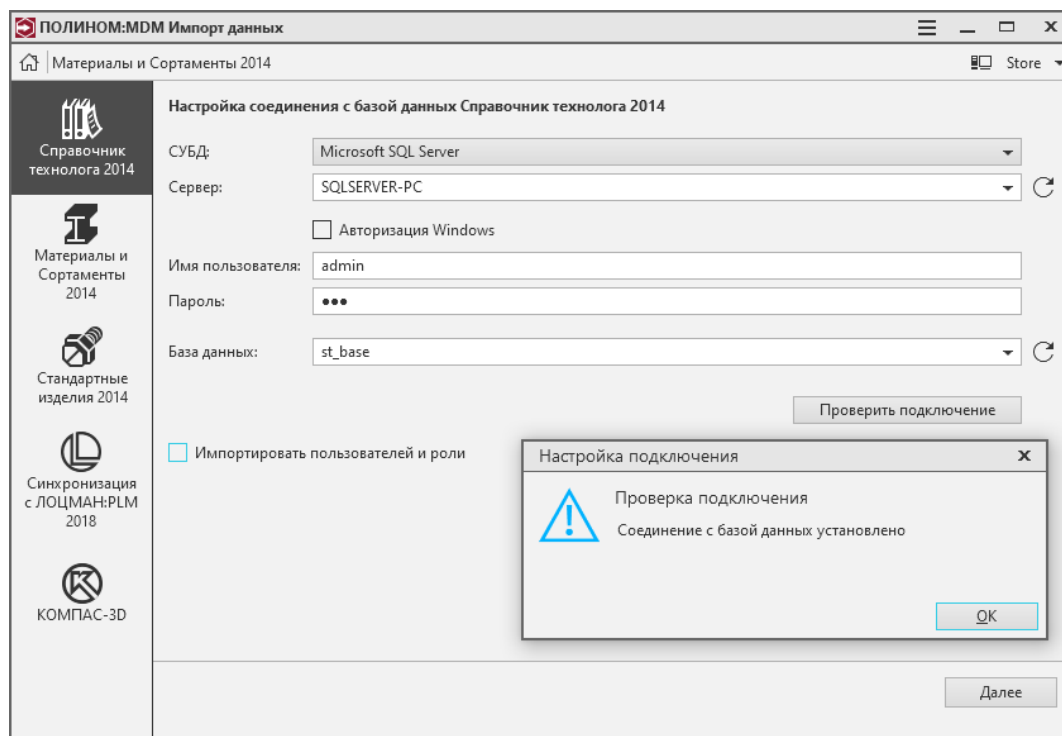 ПОЛИНОМ:MDM Импорт данных
Материалы и Сортаменты 2014
Store
Справочник
технолога 2014
Материалы и
Сортаменты
2014
Стандартные
изделия 2014
Синхронизация
с ЛОЦМАН:PLM
2018
КОМПАС-3D
Настройка соединения с базой данных Справочник технолога 2014
СУБД: Microsoft SQL Server
Сервер: SQLSERVER-PC
Авторизация Windows
Имя пользователя: admin
Пароль: •••
База данных: st_base
Проверить подключение
Импортировать пользователей и роли
Настройка подключения
Проверка подключения
Соединение с базой данных установлено
OK
Далее